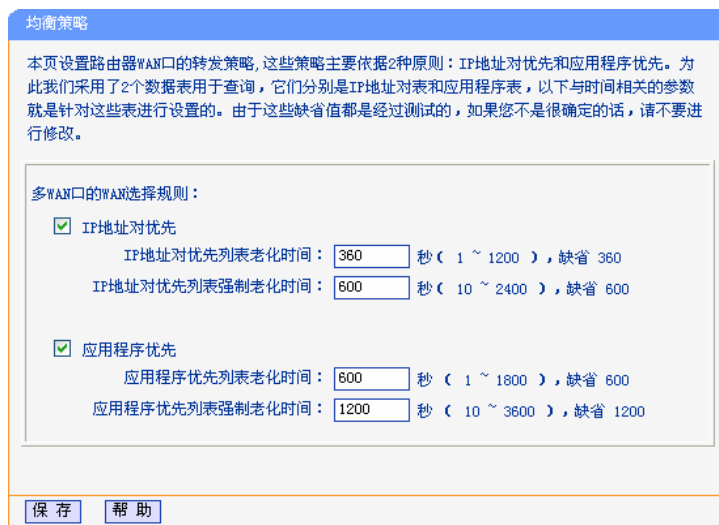 均衡策略
本页设置路由器WAN口的转发策略,这些策略主要依据2种原则：IP地址对优先和应用程序优先。为
此我们采用了2个数据表用于查询，它们分别是IP地址对表和应用程序表，以下与时间相关的参数
就是针对这些表进行设置的。由于这些缺省值都是经过测试的，如果您不是很确定的话，请不要进
行修改。
多WAN口的WAN选择规则：
IP地址对优先
IP地址对优先列表老化时间： 360 秒（ 1 ~ 1200 ），缺省 360
IP地址对优先列表强制老化时间： 600 秒（ 10 ~ 2400 ），缺省 600
应用程序优先
应用程序优先列表老化时间： 600 秒 （ 1 ~ 1800 ），缺省 600
应用程序优先列表强制老化时间： 1200 秒 （ 10 ~ 3600 ），缺省 1200
保 存 帮 助